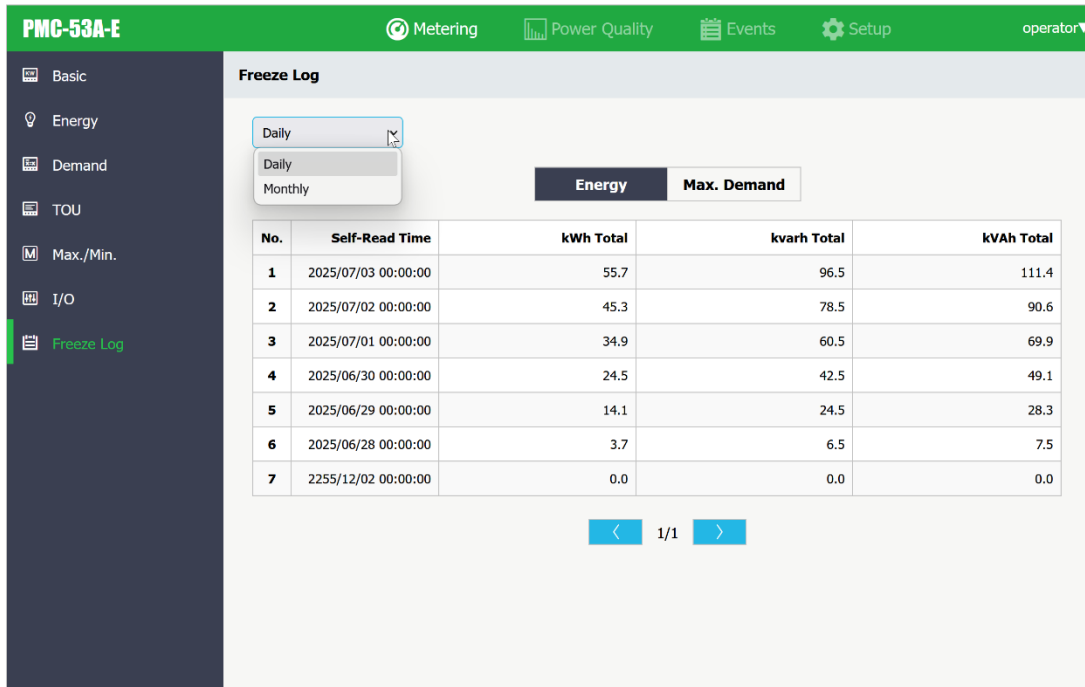 PMC-53A-E Metering Power Quality Events Setup operator▼
Basic
Energy
Demand
TOU
Max./Min.
I/O
Freeze Log
Freeze Log
Daily
Daily
Monthly
Energy Max. Demand
No. Self-Read Time kWh Total kvarh Total kVAh Total
1 2025/07/03 00:00:00 55.7 96.5 111.4
2 2025/07/02 00:00:00 45.3 78.5 90.6
3 2025/07/01 00:00:00 34.9 60.5 69.9
4 2025/06/30 00:00:00 24.5 42.5 49.1
5 2025/06/29 00:00:00 14.1 24.5 28.3
6 2025/06/28 00:00:00 3.7 6.5 7.5
7 2255/12/02 00:00:00 0.0 0.0 0.0
1/1